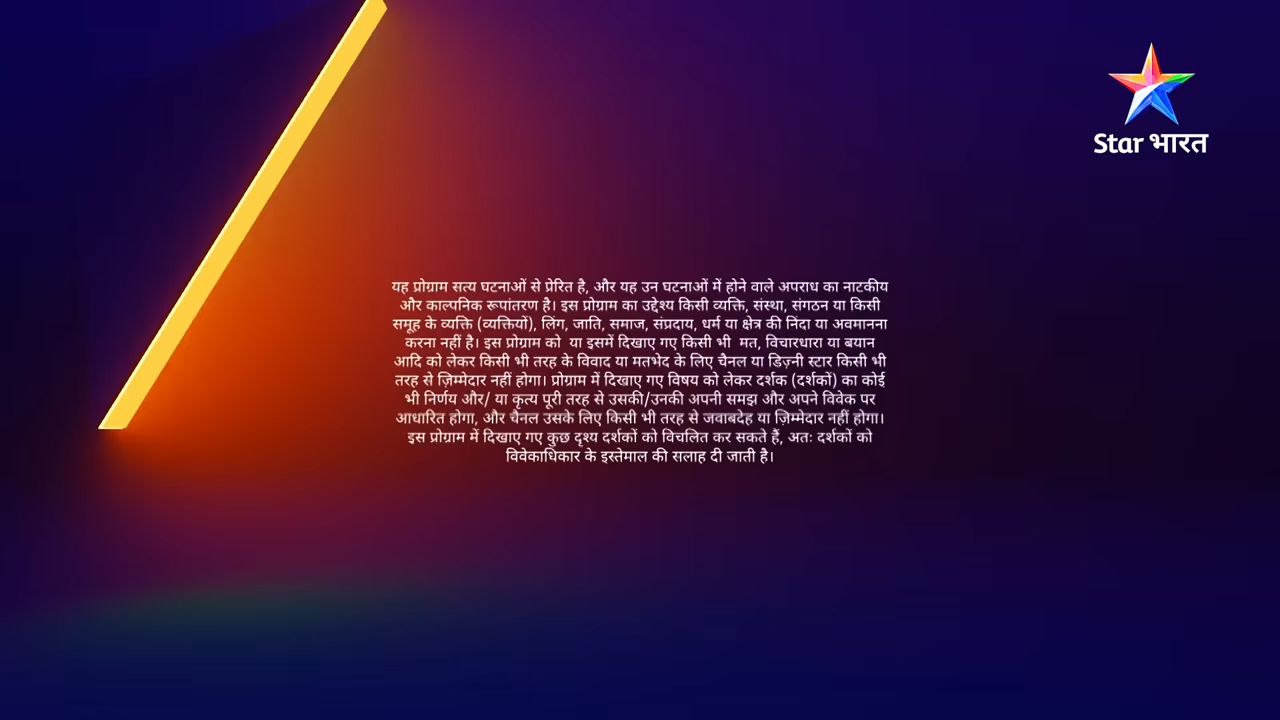 Star भारत
यह प्रोग्राम सत्य घटनाओं से प्रेरित है, और यह उन घटनाओं में होने वाले अपराध का नाटकीय
और काल्पनिक रूपांतरण है। इस प्रोग्राम का उद्देश्य किसी व्यक्ति, संस्था, संगठन या किसी
समूह के व्यक्ति (व्यक्तियों), लिंग, जाति, समाज, संप्रदाय, धर्म या क्षेत्र की निंदा या अवमानना
करना नहीं है। इस प्रोग्राम को या इसमें दिखाए गए किसी भी मत, विचारधारा या बयान
आदि को लेकर किसी भी तरह के विवाद या मतभेद के लिए चैनल या डिज़्नी स्टार किसी भी
तरह से ज़िम्मेदार नहीं होगा। प्रोग्राम में दिखाए गए विषय को लेकर दर्शक (दर्शकों) का कोई
भी निर्णय और/ या कृत्य पूरी तरह से उसकी/उनकी अपनी समझ और अपने विवेक पर
आधारित होगा, और चैनल उसके लिए किसी भी तरह से जवाबदेह या ज़िम्मेदार नहीं होगा।
इस प्रोग्राम में दिखाए गए कुछ दृश्य दर्शकों को विचलित कर सकते हैं, अतः दर्शकों को
विवेकाधिकार के इस्तेमाल की सलाह दी जाती है।